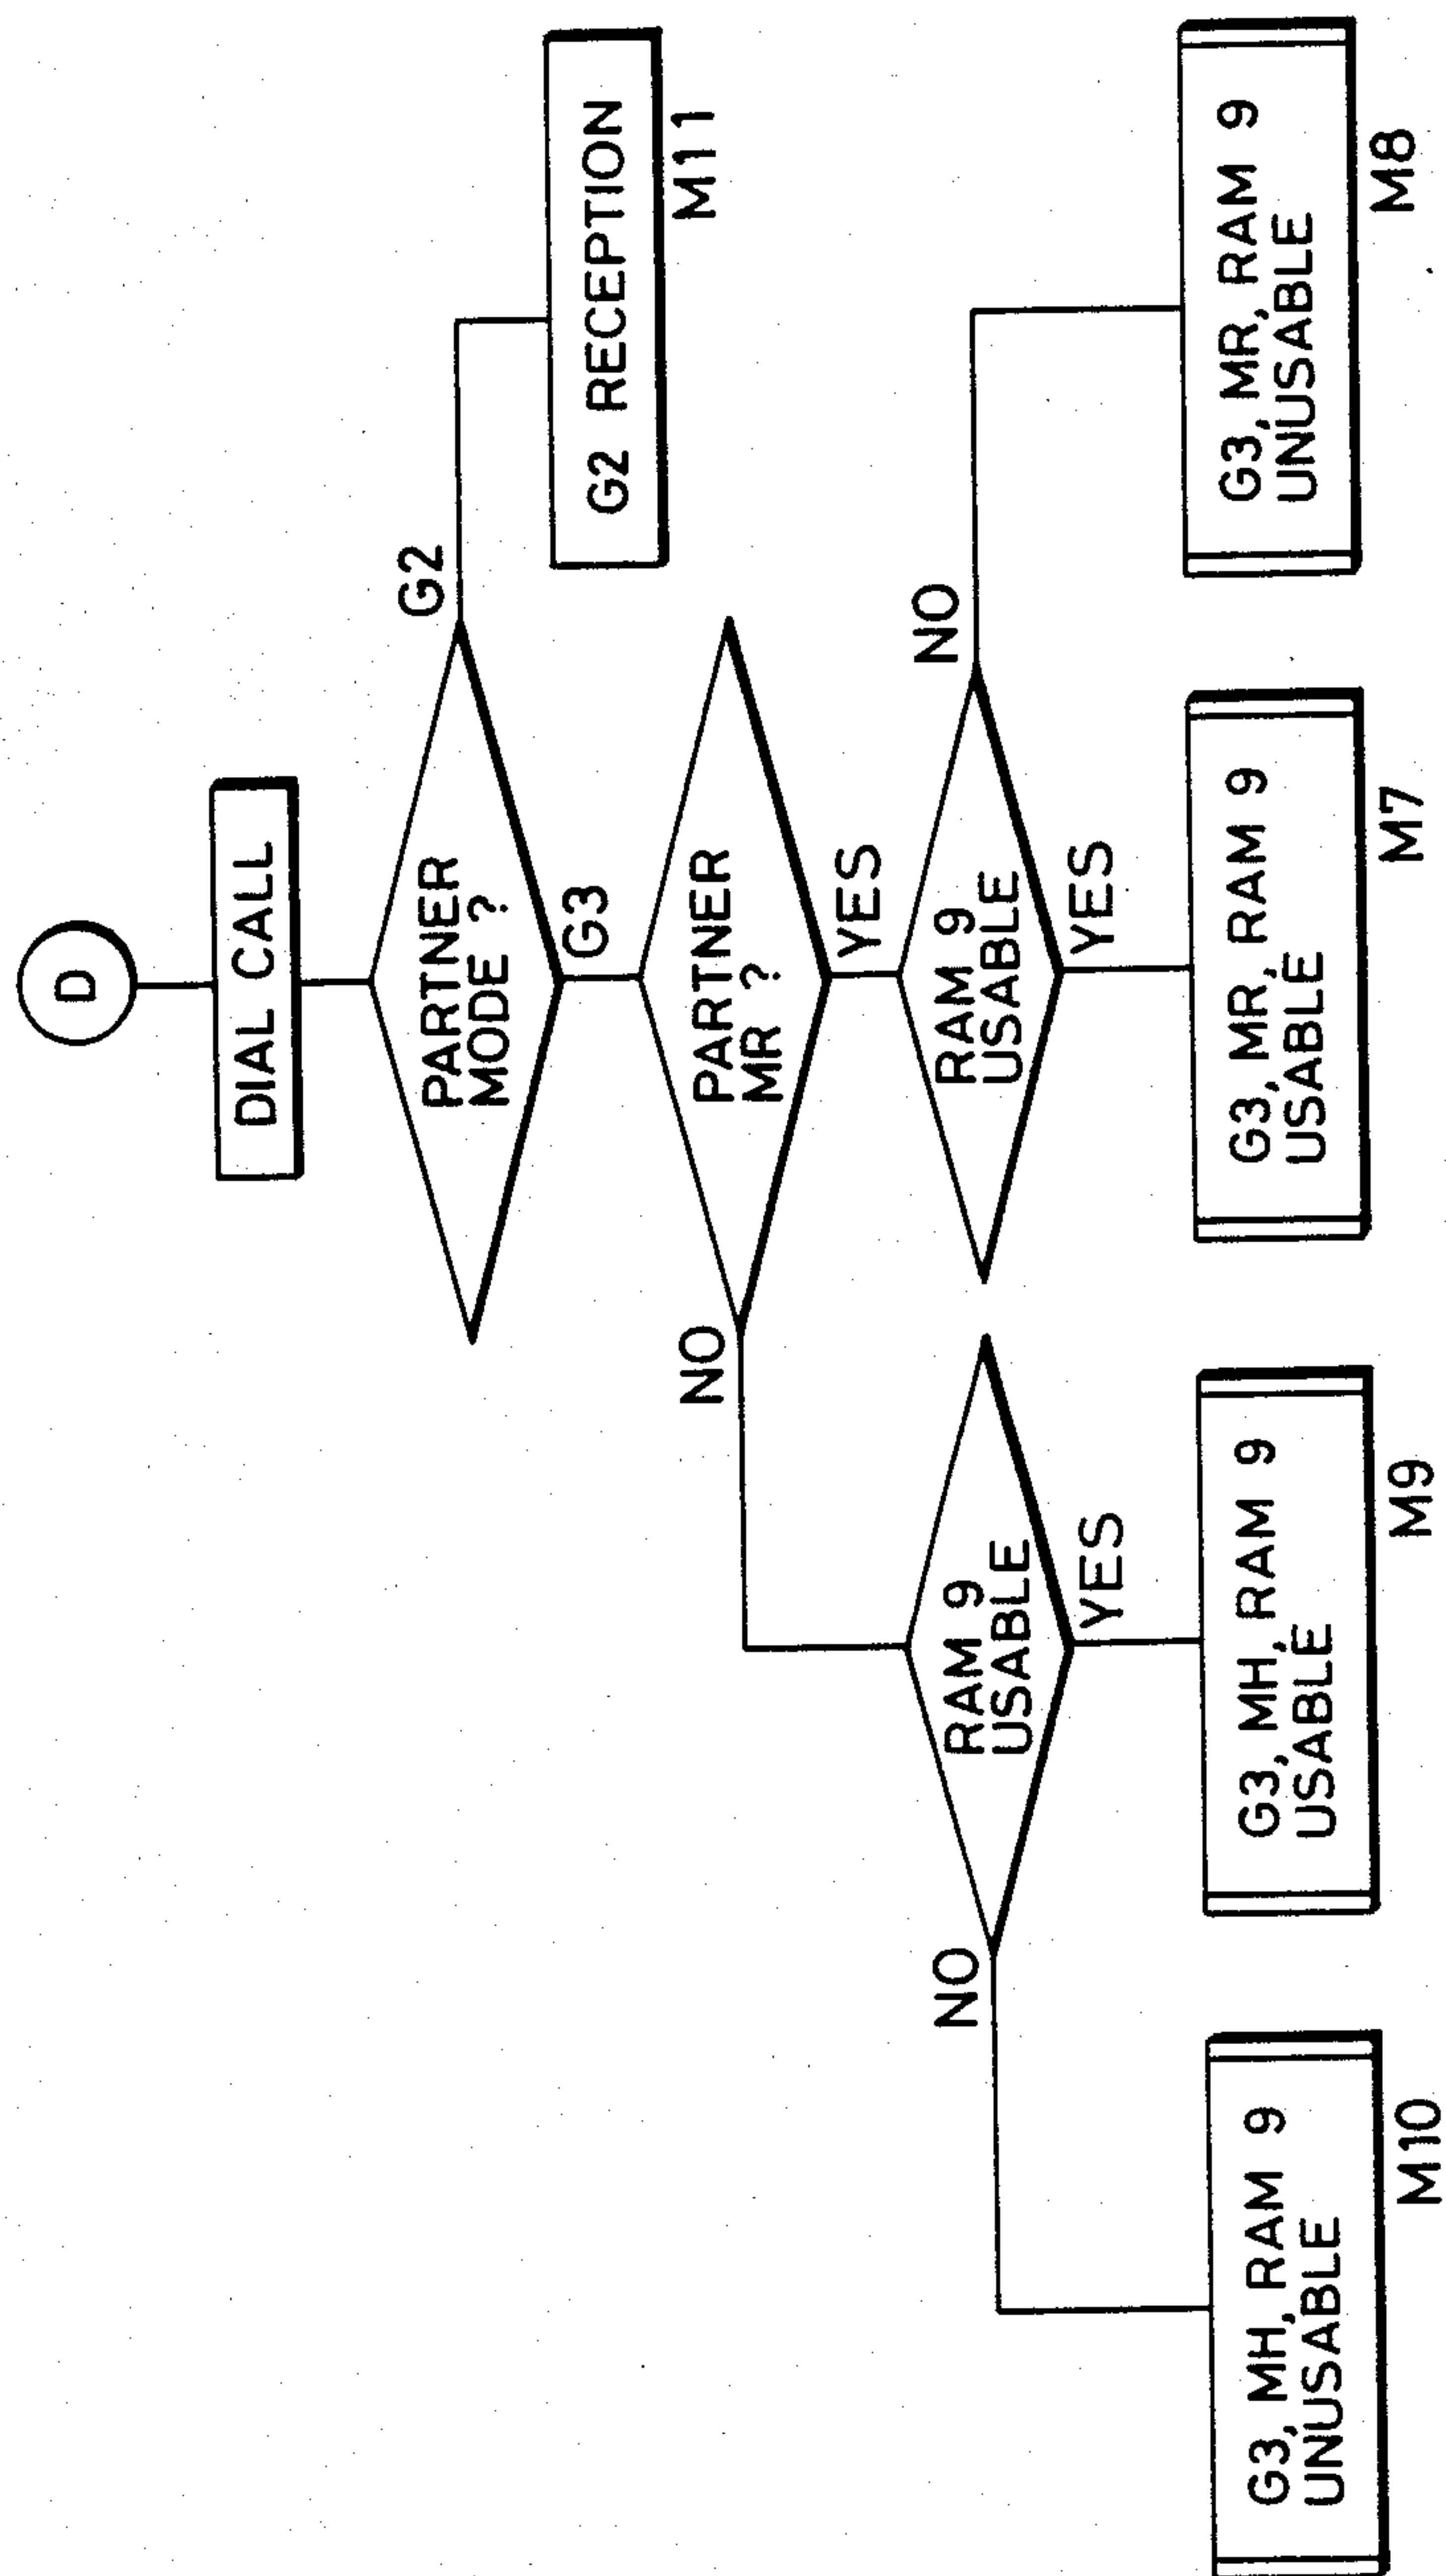 D
DIAL CALL
PARTNER
MODE ?
G2
G2 RECEPTION
M11
G3
PARTNER
MR ?
NO
YES
RAM 9
USABLE
NO
YES
RAM 9
USABLE
NO
YES
G3, MH, RAM 9
UNUSABLE
M10
G3, MH, RAM 9
USABLE
M9
G3, MR, RAM 9
USABLE
M7
G3, MR, RAM 9
UNUSABLE
M8